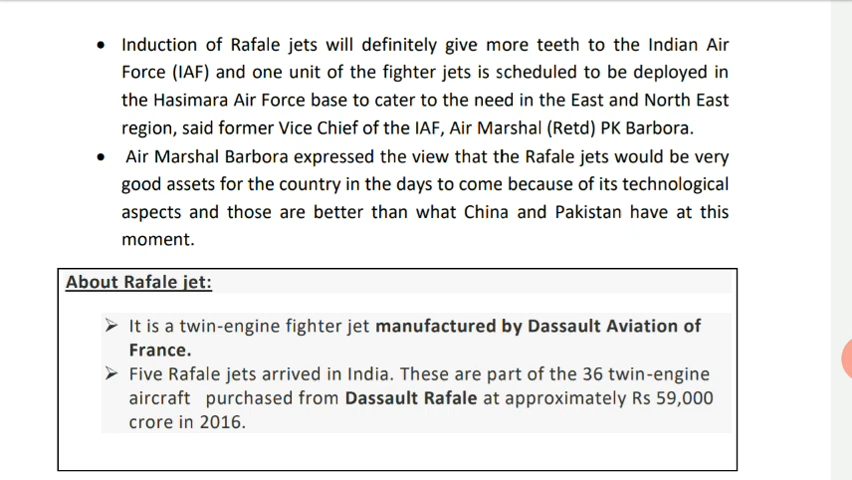 • Induction of Rafale jets will definitely give more teeth to the Indian Air
Force (IAF) and one unit of the fighter jets is scheduled to be deployed in
the Hasimara Air Force base to cater to the need in the East and North East
region, said former Vice Chief of the IAF, Air Marshal (Retd) PK Barbora.
• Air Marshal Barbora expressed the view that the Rafale jets would be very
good assets for the country in the days to come because of its technological
aspects and those are better than what China and Pakistan have at this
moment.
About Rafale jet:
➢ It is a twin-engine fighter jet manufactured by Dassault Aviation of
France.
➢ Five Rafale jets arrived in India. These are part of the 36 twin-engine
aircraft purchased from Dassault Rafale at approximately Rs 59,000
crore in 2016.